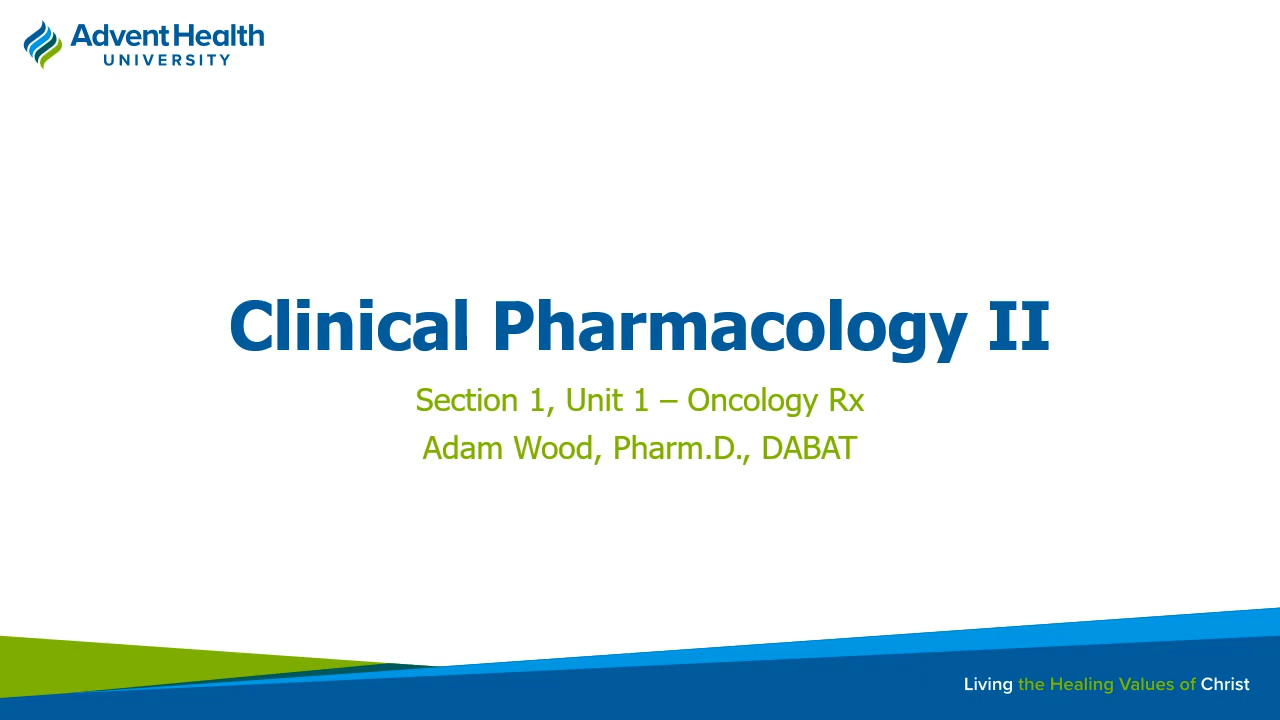 AdventHealth
UNIVERSITY
Clinical Pharmacology II
Section 1, Unit 1 – Oncology Rx
Adam Wood, Pharm.D., DABAT
Living the Healing Values of Christ